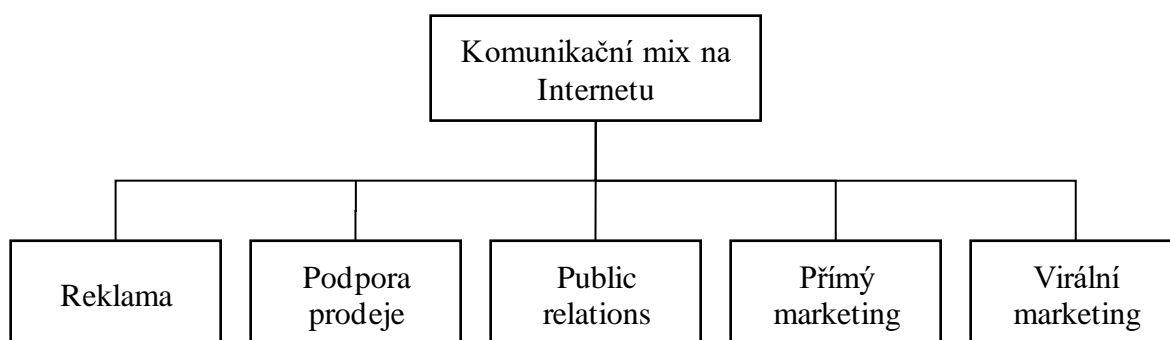 Komunikační mix na
Internetu
Reklama
Podpora
prodeje
Public
relations
Přímý
marketing
Virální
marketing